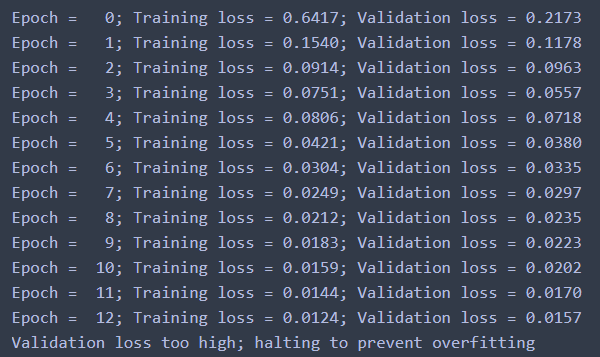 Epoch =   0; Training loss = 0.6417; Validation loss = 0.2173
Epoch =   1; Training loss = 0.1540; Validation loss = 0.1178
Epoch =   2; Training loss = 0.0914; Validation loss = 0.0963
Epoch =   3; Training loss = 0.0751; Validation loss = 0.0557
Epoch =   4; Training loss = 0.0806; Validation loss = 0.0718
Epoch =   5; Training loss = 0.0421; Validation loss = 0.0380
Epoch =   6; Training loss = 0.0304; Validation loss = 0.0335
Epoch =   7; Training loss = 0.0249; Validation loss = 0.0297
Epoch =   8; Training loss = 0.0212; Validation loss = 0.0235
Epoch =   9; Training loss = 0.0183; Validation loss = 0.0223
Epoch =  10; Training loss = 0.0159; Validation loss = 0.0202
Epoch =  11; Training loss = 0.0144; Validation loss = 0.0170
Epoch =  12; Training loss = 0.0124; Validation loss = 0.0157
Validation loss too high; halting to prevent overfitting